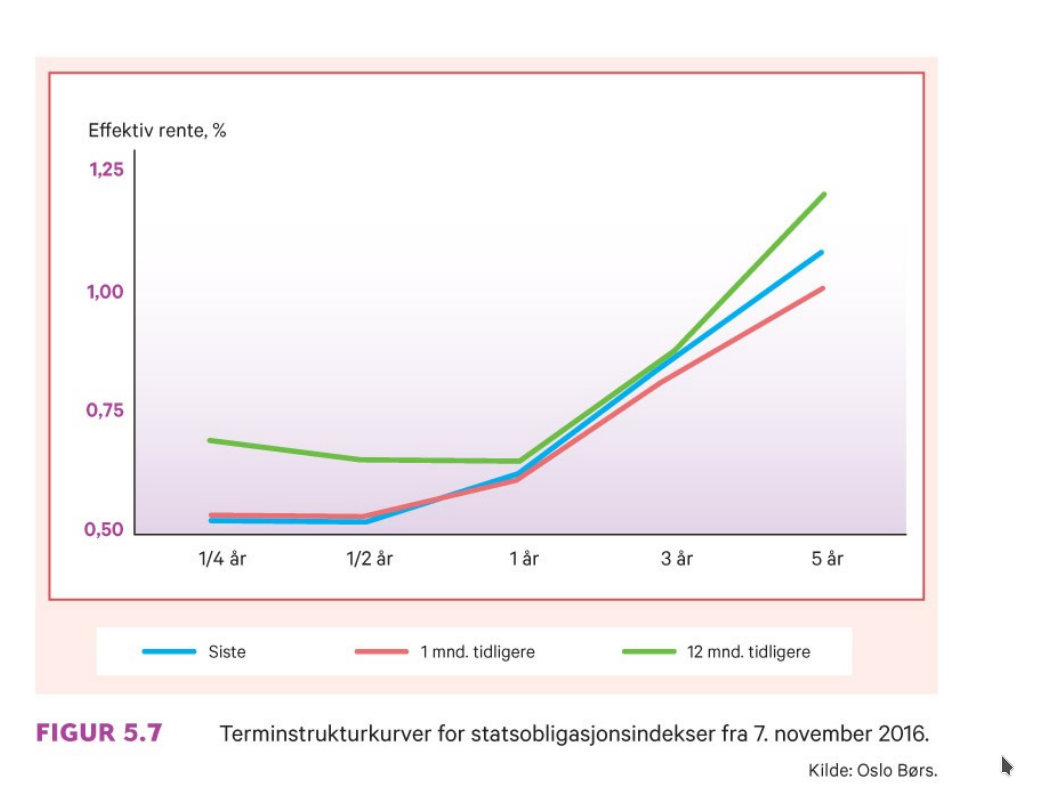 Effektiv rente, %
1,25
1,00
0,75
0,50
1/4 år 1/2 år 1 år 3 år 5 år
Siste 1 mnd. tidligere 12 mnd. tidligere
FIGUR 5.7 Terminstrukturkurver for statsobligasjonsindekser fra 7. november 2016.
Kilde: Oslo Børs.